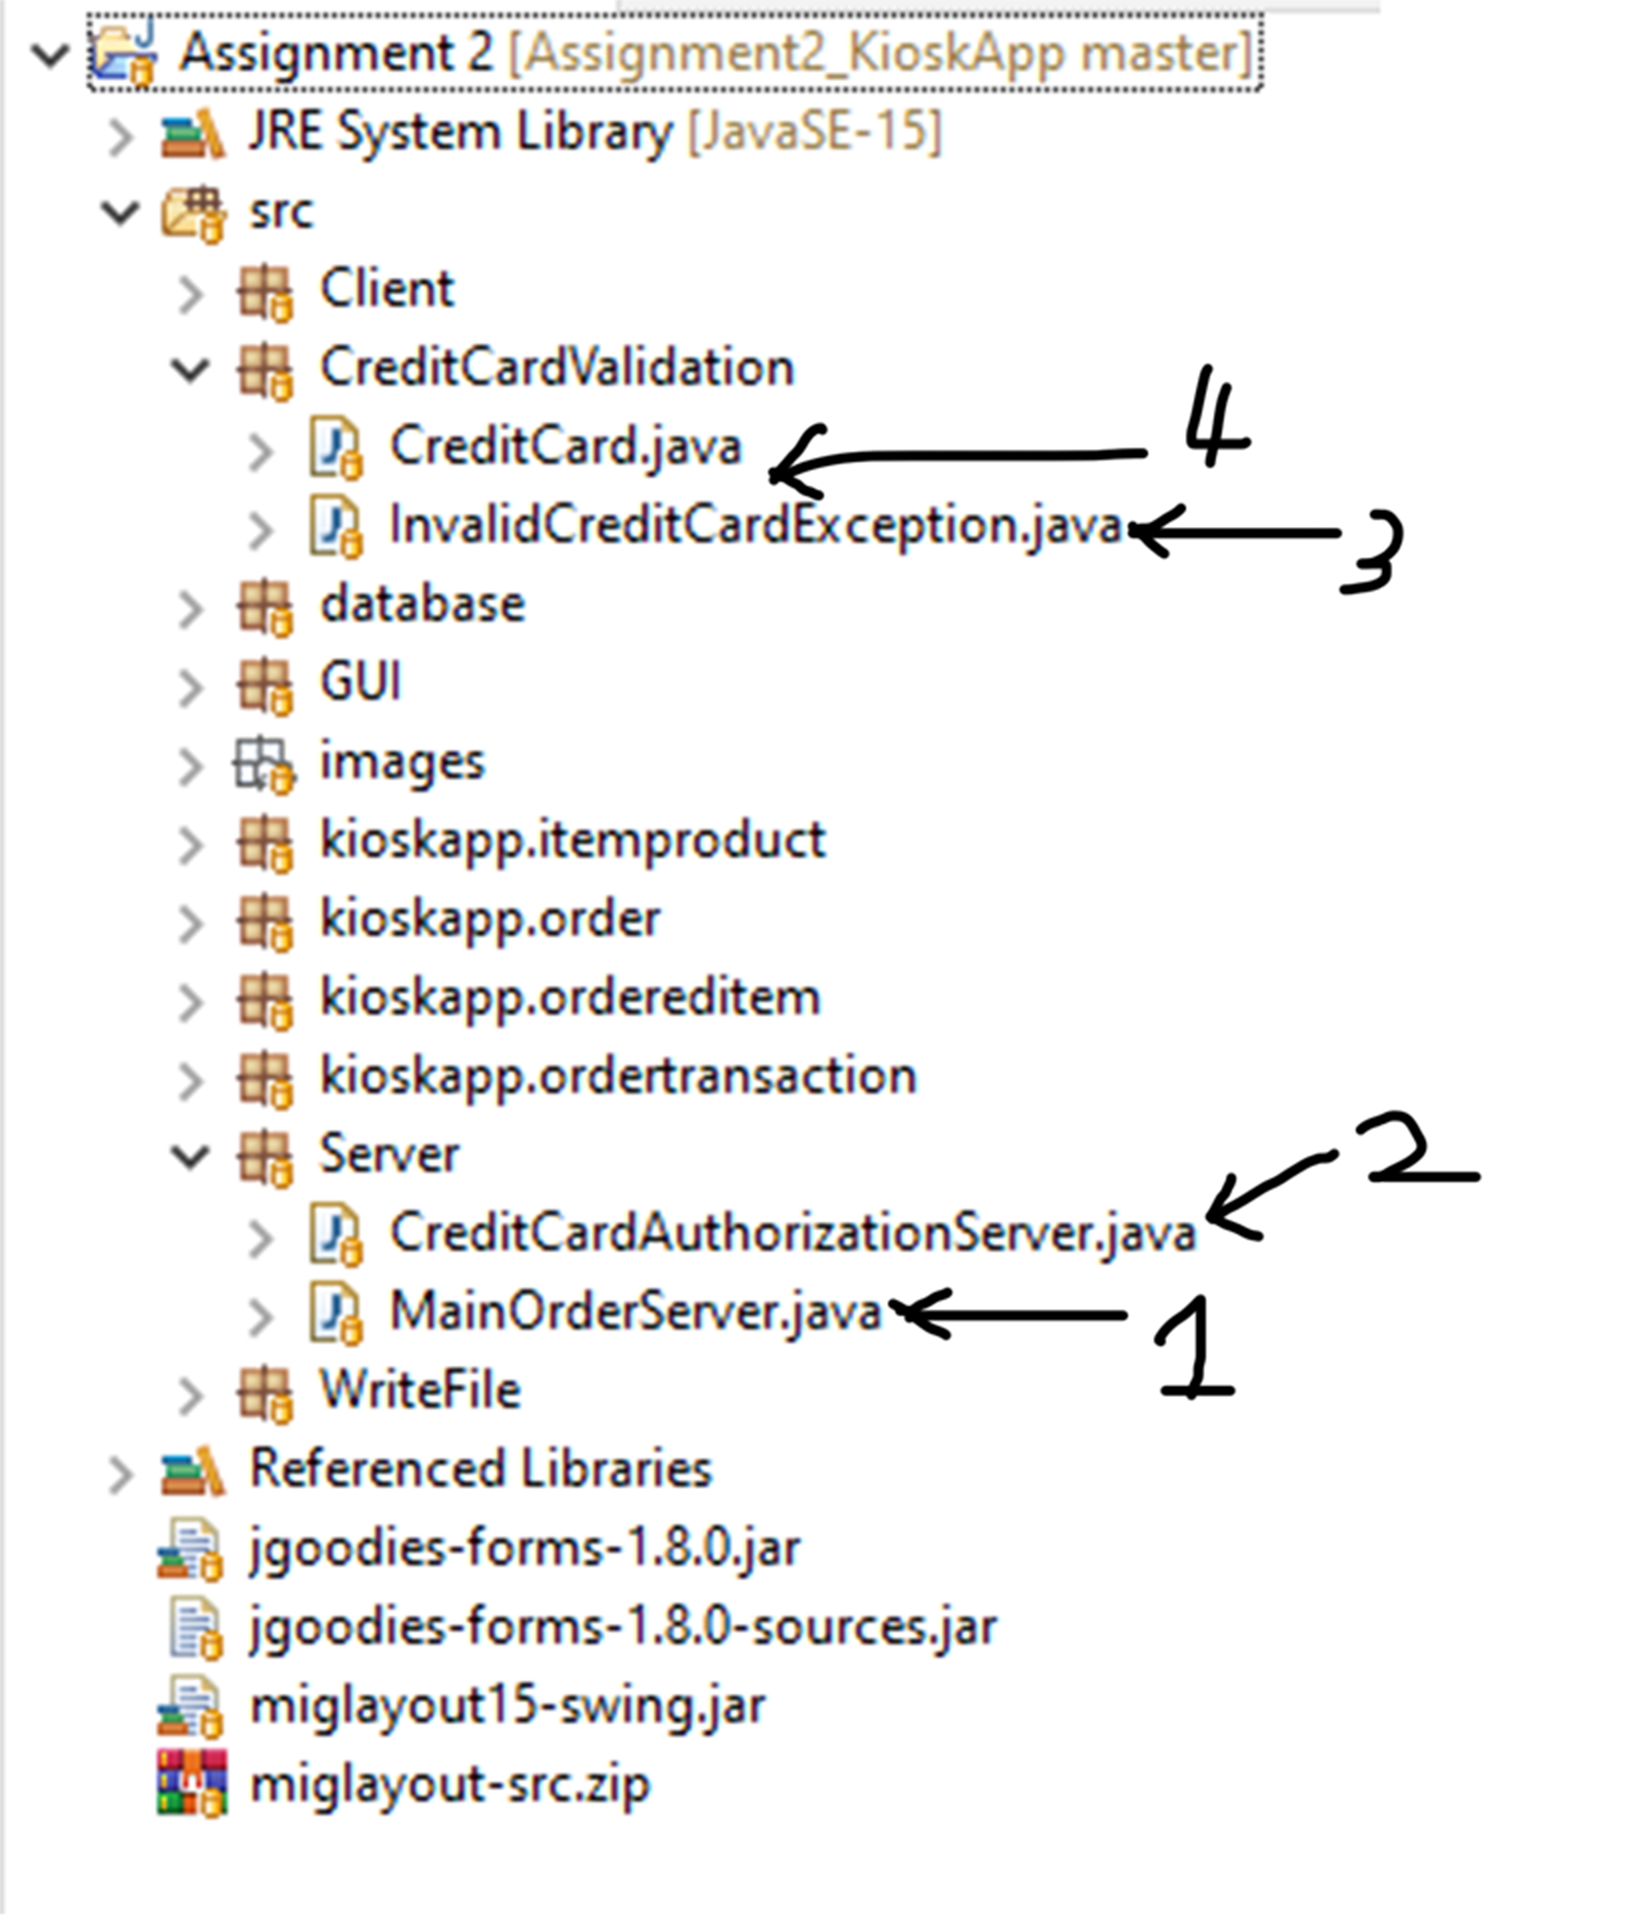 Assignment 2 [Assignment2_KioskApp master]
JRE System Library [JavaSE-15]
src
Client
CreditCardValidation
CreditCard.java 4
InvalidCreditCardException.java 3
database
GUI
images
kioskapp.itemproduct
kioskapp.order
kioskapp.ordereditem
kioskapp.ordertransaction
Server
CreditCardAuthorizationServer.java 2
MainOrderServer.java 1
WriteFile
Referenced Libraries
jgoodies-forms-1.8.0.jar
jgoodies-forms-1.8.0-sources.jar
miglayout15-swing.jar
miglayout-src.zip